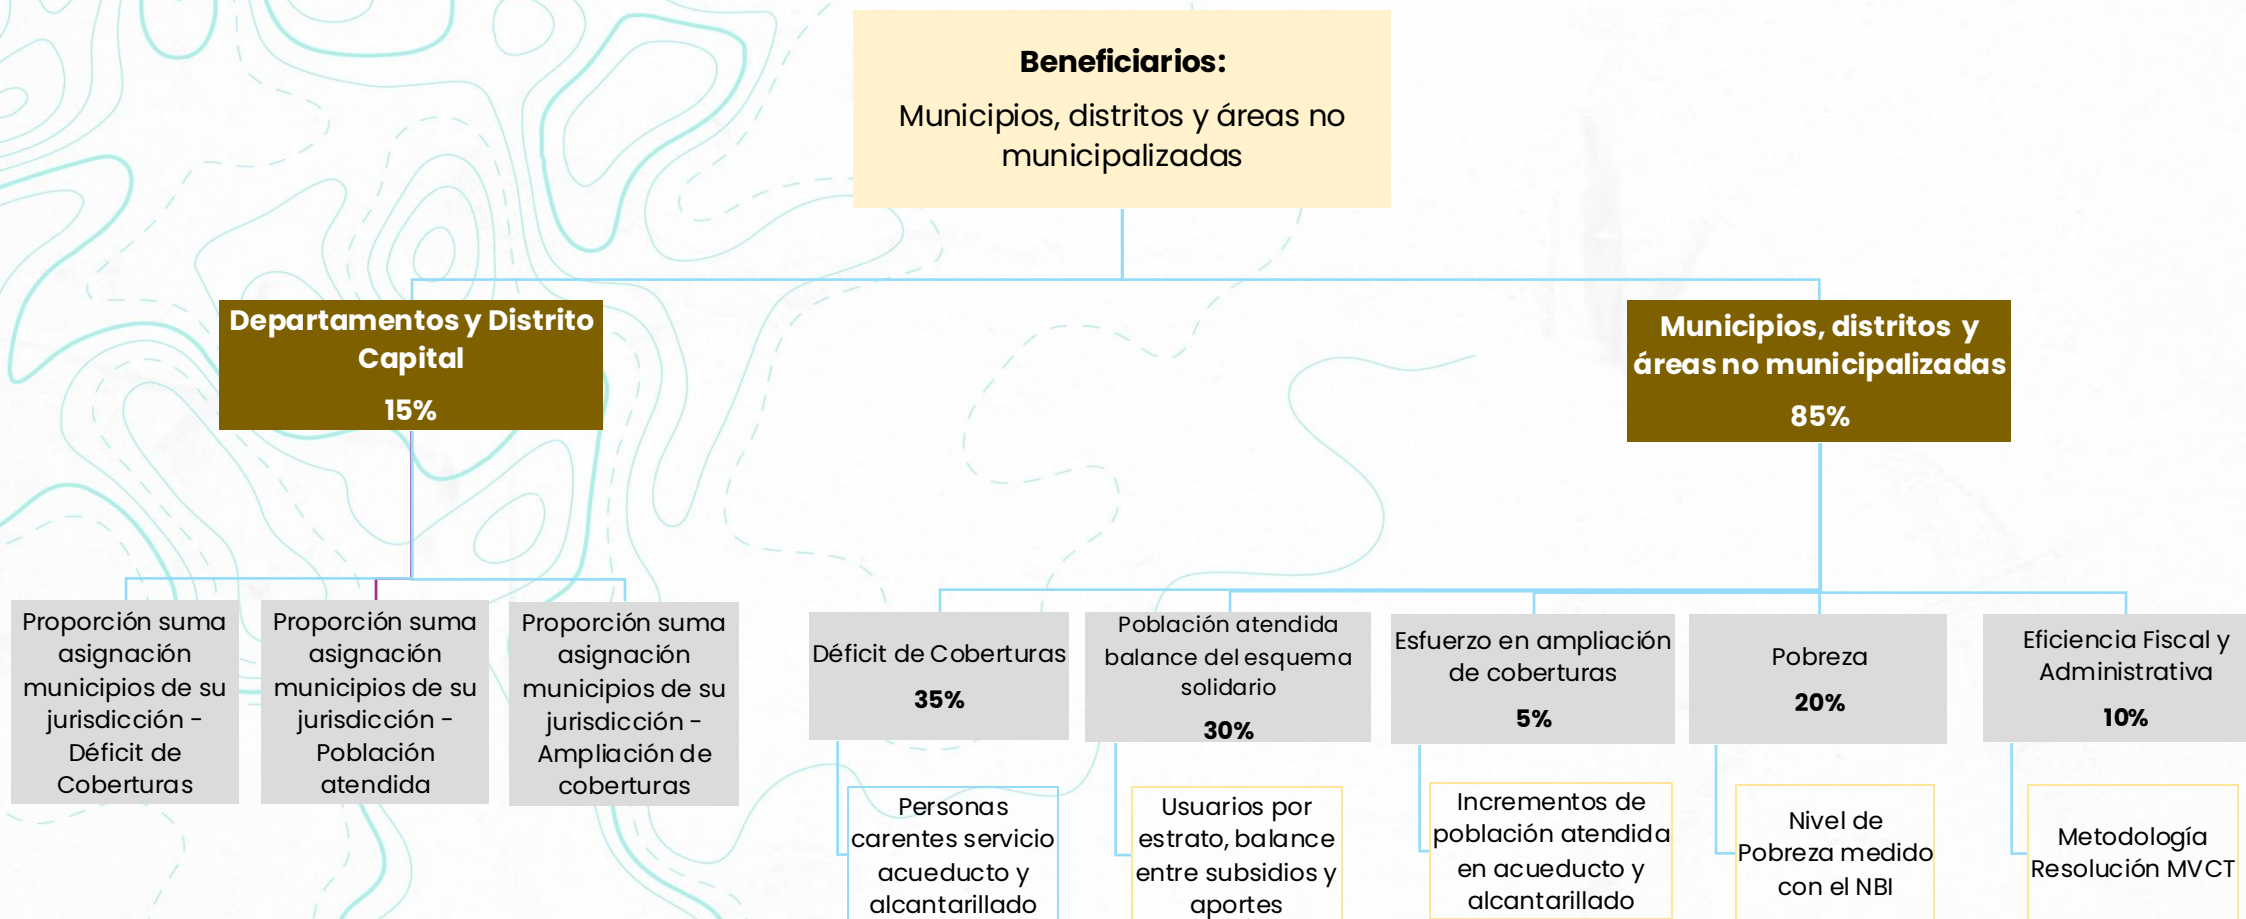 Beneficiarios:
Municipios, distritos y áreas no
municipalizadas
Departamentos y Distrito
Capital
15%
Municipios, distritos y
áreas no municipalizadas
85%
Proporción suma
asignación
municipios de su
jurisdicción -
Déficit de
Coberturas
Proporción suma
asignación
municipios de su
jurisdicción -
Población
atendida
Proporción suma
asignación
municipios de su
jurisdicción -
Ampliación de
coberturas
Déficit de Coberturas
35%
Población atendida
balance del esquema
solidario
30%
Esfuerzo en ampliación
de coberturas
5%
Pobreza
20%
Eficiencia Fiscal y
Administrativa
10%
Personas
carentes servicio
acueducto y
alcantarillado
Usuarios por
estrato, balance
entre subsidios y
aportes
Incrementos de
población atendida
en acueducto y
alcantarillado
Nivel de
Pobreza medido
con el NBI
Metodología
Resolución MVCT